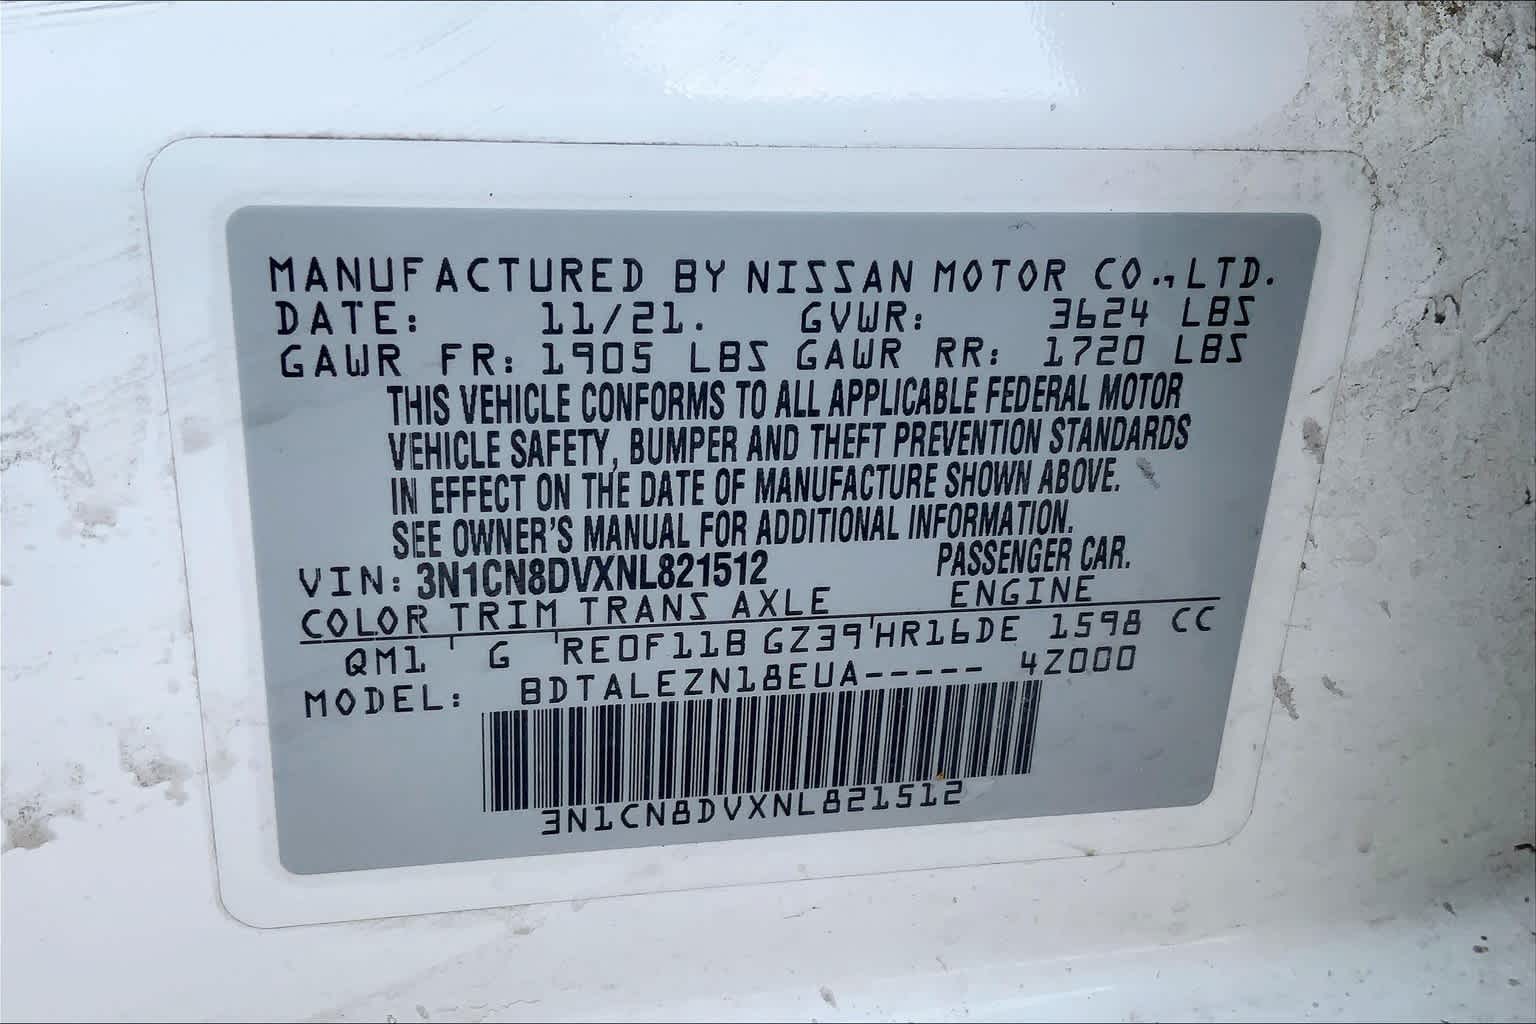 MANUFACTURED BY NISSAN MOTOR CO., LTD.
DATE: 11/21. GVWR: 3624 LBS
GAWR FR: 1905 LBS GAWR RR: 1720 LBS
THIS VEHICLE CONFORMS TO ALL APPLICABLE FEDERAL MOTOR
VEHICLE SAFETY, BUMPER AND THEFT PREVENTION STANDARDS
IN EFFECT ON THE DATE OF MANUFACTURE SHOWN ABOVE.
SEE OWNER'S MANUAL FOR ADDITIONAL INFORMATION.
VIN: 3N1CN8DVXNL821512 PASSENGER CAR.
COLOR TRIM TRANS AXLE ENGINE
QM1 G RE0F11B GZ39 HR16DE 1598 CC
MODEL: BDTALEZN18EUA----- 4Z000
3N1CN8DVXNL821512